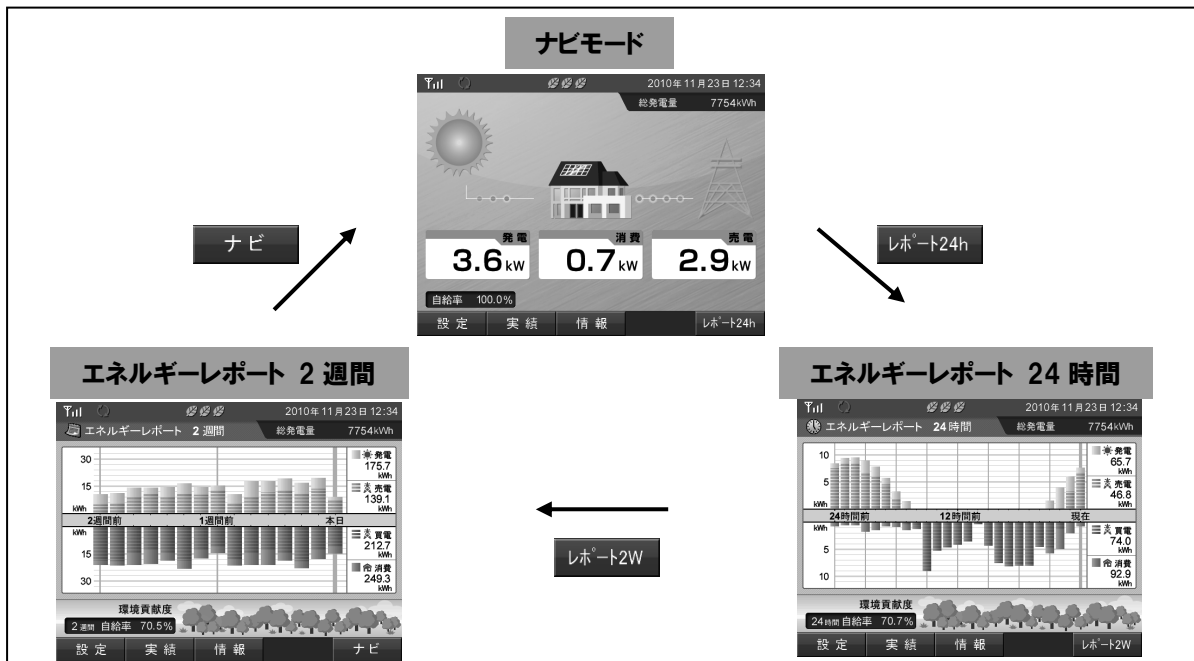 ナビモード
2010年11月23日 12:34
総発電量 7754kWh
発電 消費 売電
3.6kW 0.7kW 2.9kW
自給率 100.0%
設定 実績 情報 レポート24h
ナビ
レポート24h
エネルギーレポート 2 週間
2010年11月23日 12:34
エネルギーレポート 2 週間 総発電量 7754kWh
30
15
kWh
発電
175.7
kWh
売電
139.1
kWh
2週間前 1週間前 本日
kWh
15
30
買電
212.7
kWh
消費
249.3
kWh
環境貢献度
2週間 自給率 70.5%
設定 実績 情報 ナビ
レポート2W
エネルギーレポート 24 時間
2010年11月23日 12:34
エネルギーレポート 24時間 総発電量 7754kWh
10
5
kWh
発電
65.7
kWh
売電
46.8
kWh
24時間前 12時間前 現在
kWh
5
10
買電
74.0
kWh
消費
92.9
kWh
環境貢献度
24時間 自給率 70.7%
設定 実績 情報 レポート2W